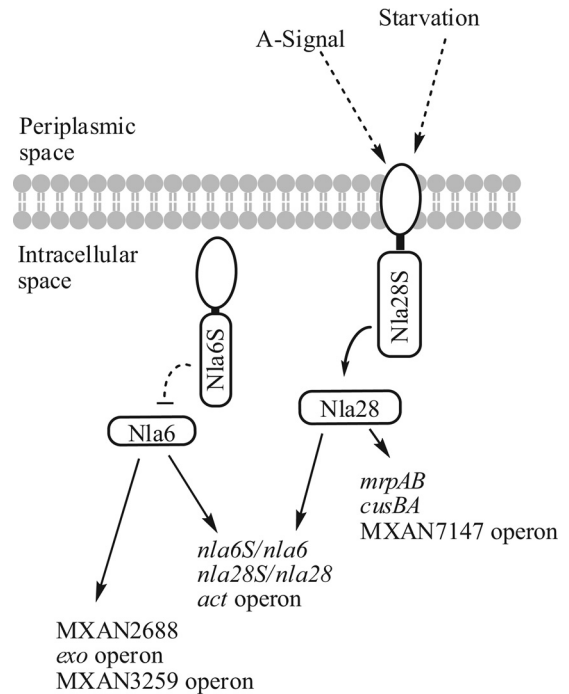 Starvation
A-Signal
Periplasmic
space
Intracellular
space
Nla28S
Nla6S
Nla28
Nla6
mrpAB
cusBA
MXAN7147 operon
nla6S/nla6
nla28S/nla28
act operon
MXAN2688
exo operon
MXAN3259 operon